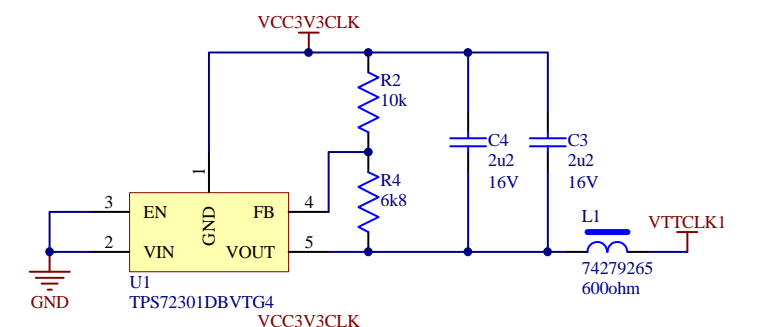 VCC3V3CLK
R2
10k
C4
2u2
16V
C3
2u2
16V
1
R4
6k8
3
EN
GND
FB
4
2
VIN
VOUT
5
L1
VTTCLK1
74279265
600ohm
GND
U1
TPS72301DBVTG4
VCC3V3CLK